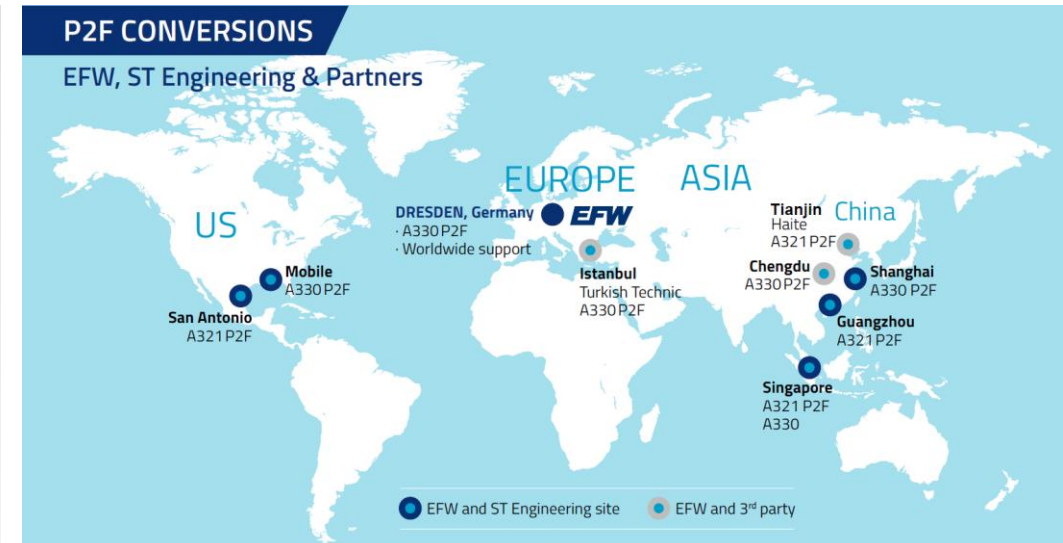 P2F CONVERSIONS
EFW, ST Engineering & Partners
EUROPE
ASIA
US
China
DRESDEN, Germany
· A330 P2F
· Worldwide support
EFW
Istanbul
Turkish Technic
A330 P2F
Mobile
A330 P2F
San Antonio
A321 P2F
Tianjin
Haite
A321 P2F
Chengdu
A330 P2F
Shanghai
A330 P2F
Guangzhou
A321 P2F
Singapore
A321 P2F
A330
EFW and ST Engineering site
EFW and 3rd party